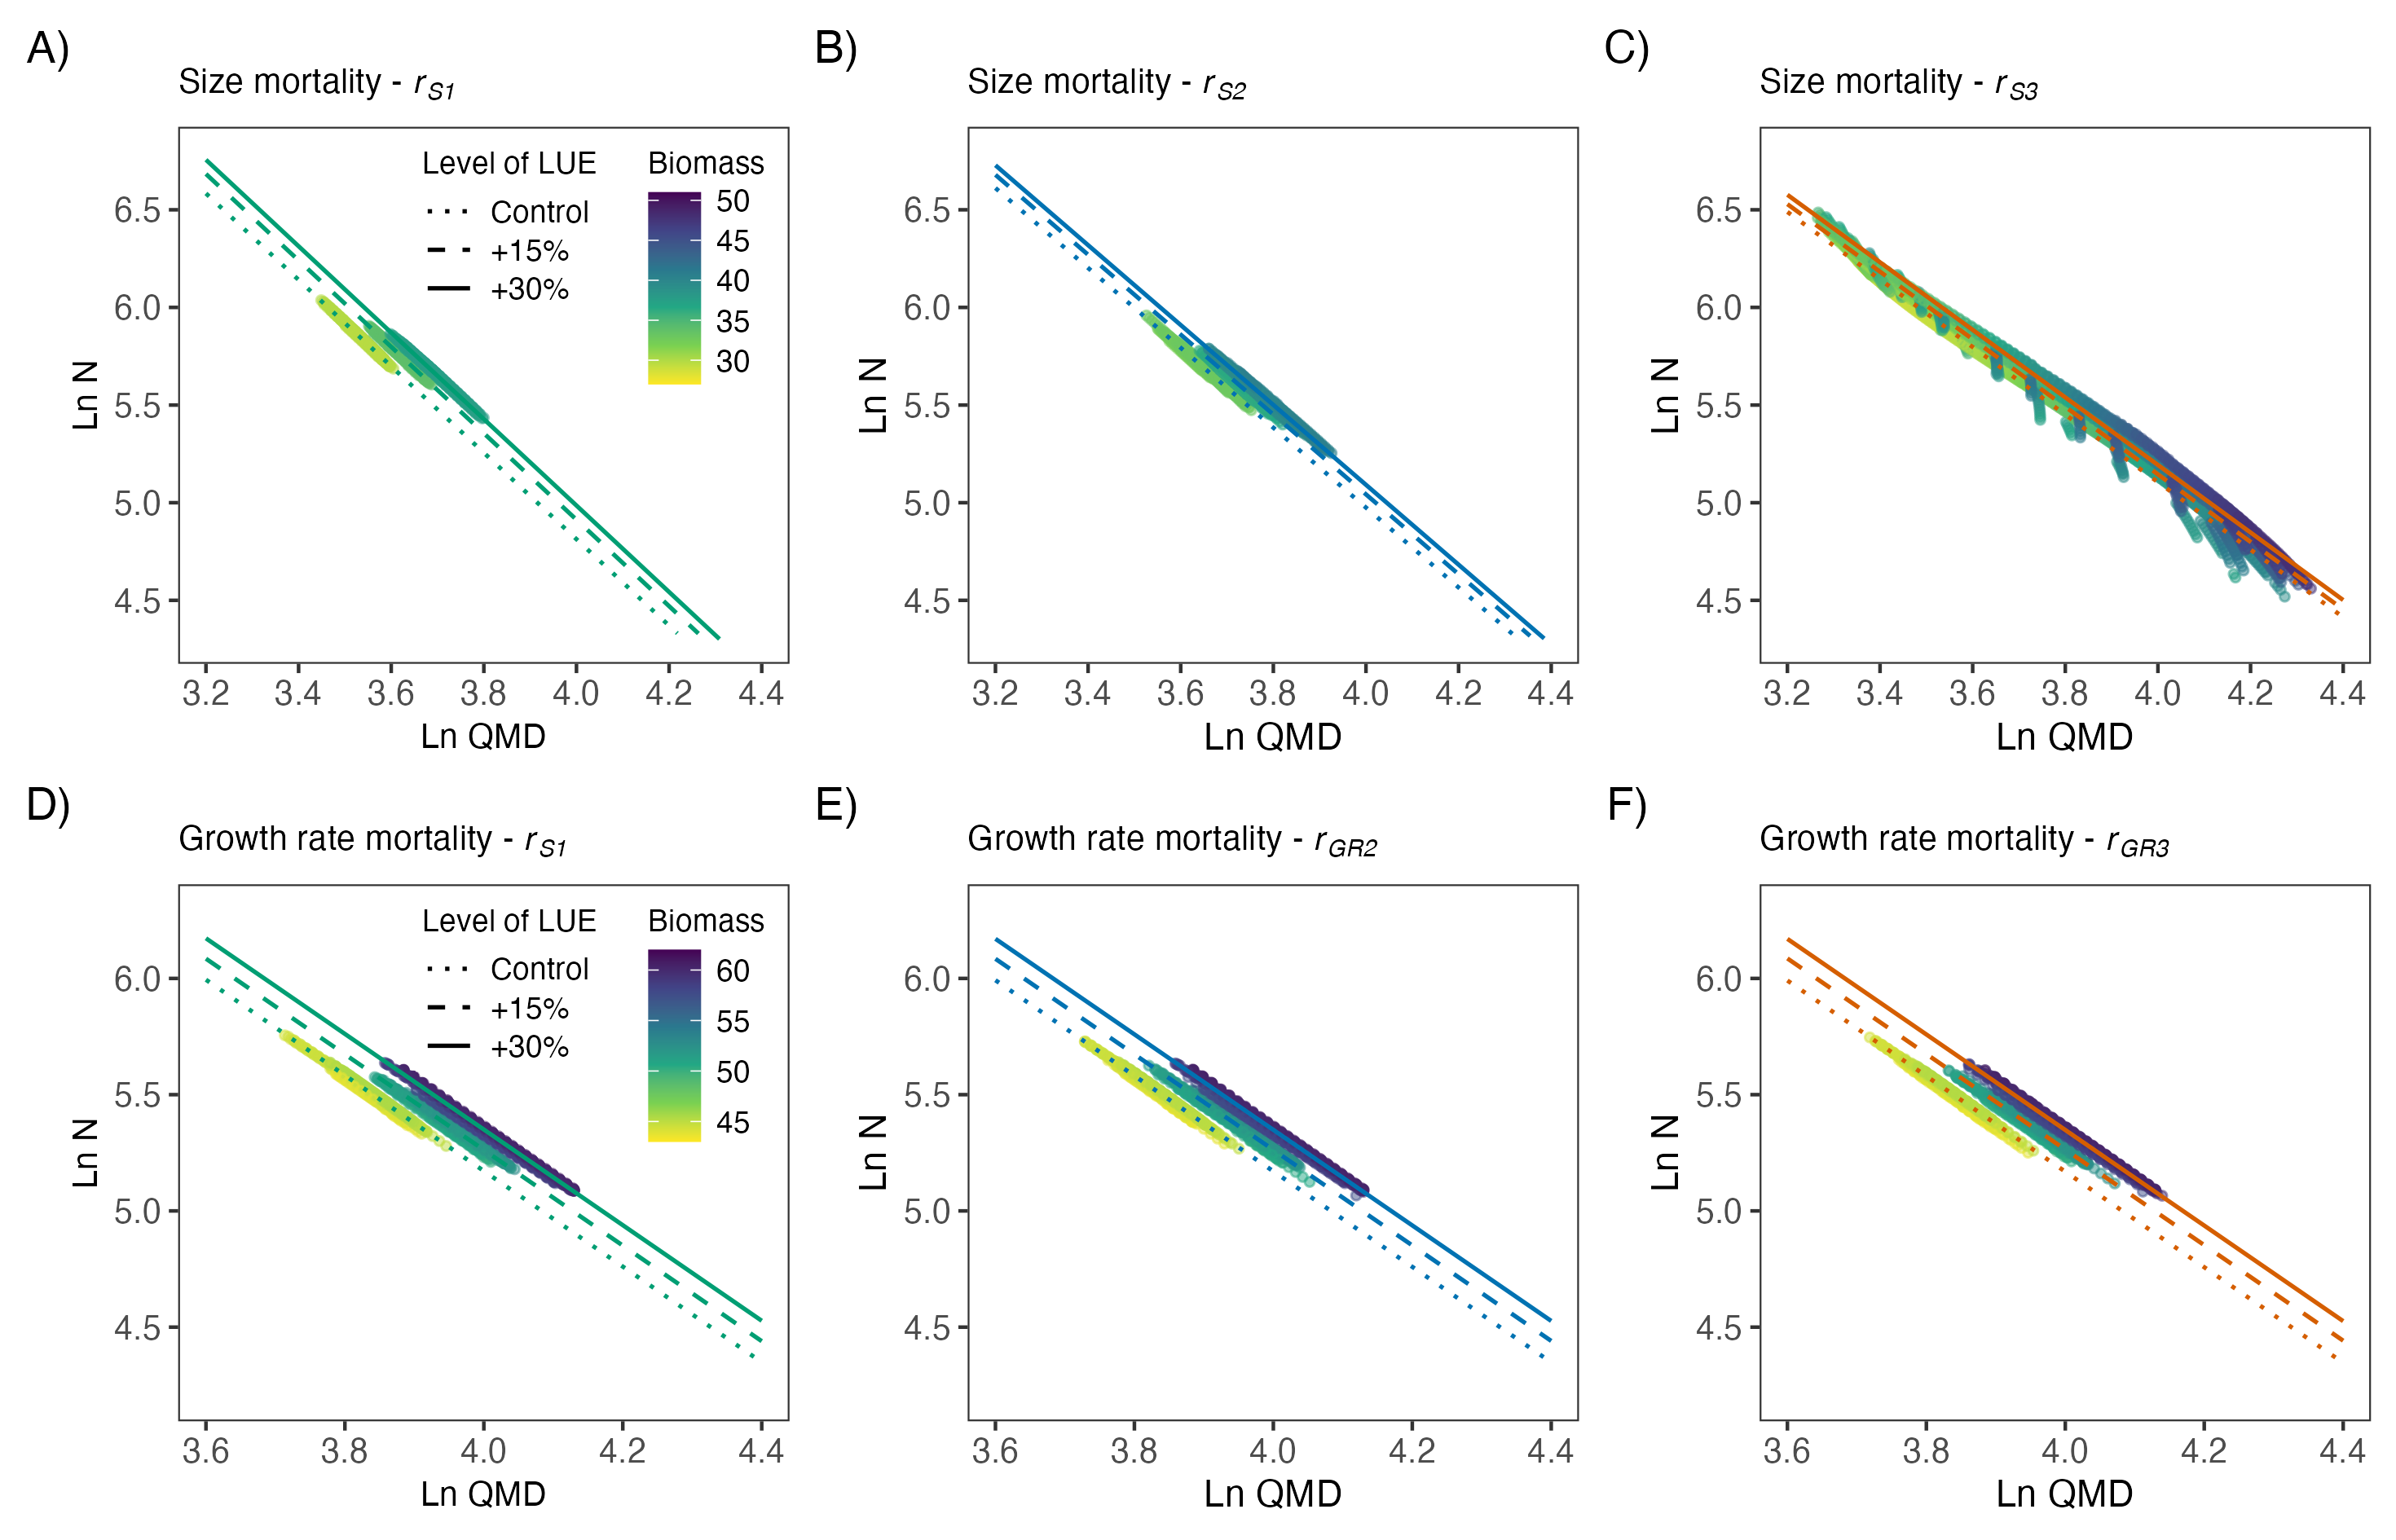 A)
Size mortality - rS1
Level of LUE
Control
+15%
+30%
Biomass
50
45
40
35
30
Ln N
6.5
6.0
5.5
5.0
4.5
3.2 3.4 3.6 3.8 4.0 4.2 4.4
Ln QMD
B)
Size mortality - rS2
Ln N
6.5
6.0
5.5
5.0
4.5
3.2 3.4 3.6 3.8 4.0 4.2 4.4
Ln QMD
C)
Size mortality - rS3
Ln N
6.5
6.0
5.5
5.0
4.5
3.2 3.4 3.6 3.8 4.0 4.2 4.4
Ln QMD
D)
Growth rate mortality - rS1
Level of LUE
Control
+15%
+30%
Biomass
60
55
50
45
Ln N
6.0
5.5
5.0
4.5
3.6 3.8 4.0 4.2 4.4
Ln QMD
E)
Growth rate mortality - rGR2
Ln N
6.0
5.5
5.0
4.5
3.6 3.8 4.0 4.2 4.4
Ln QMD
F)
Growth rate mortality - rGR3
Ln N
6.0
5.5
5.0
4.5
3.6 3.8 4.0 4.2 4.4
Ln QMD